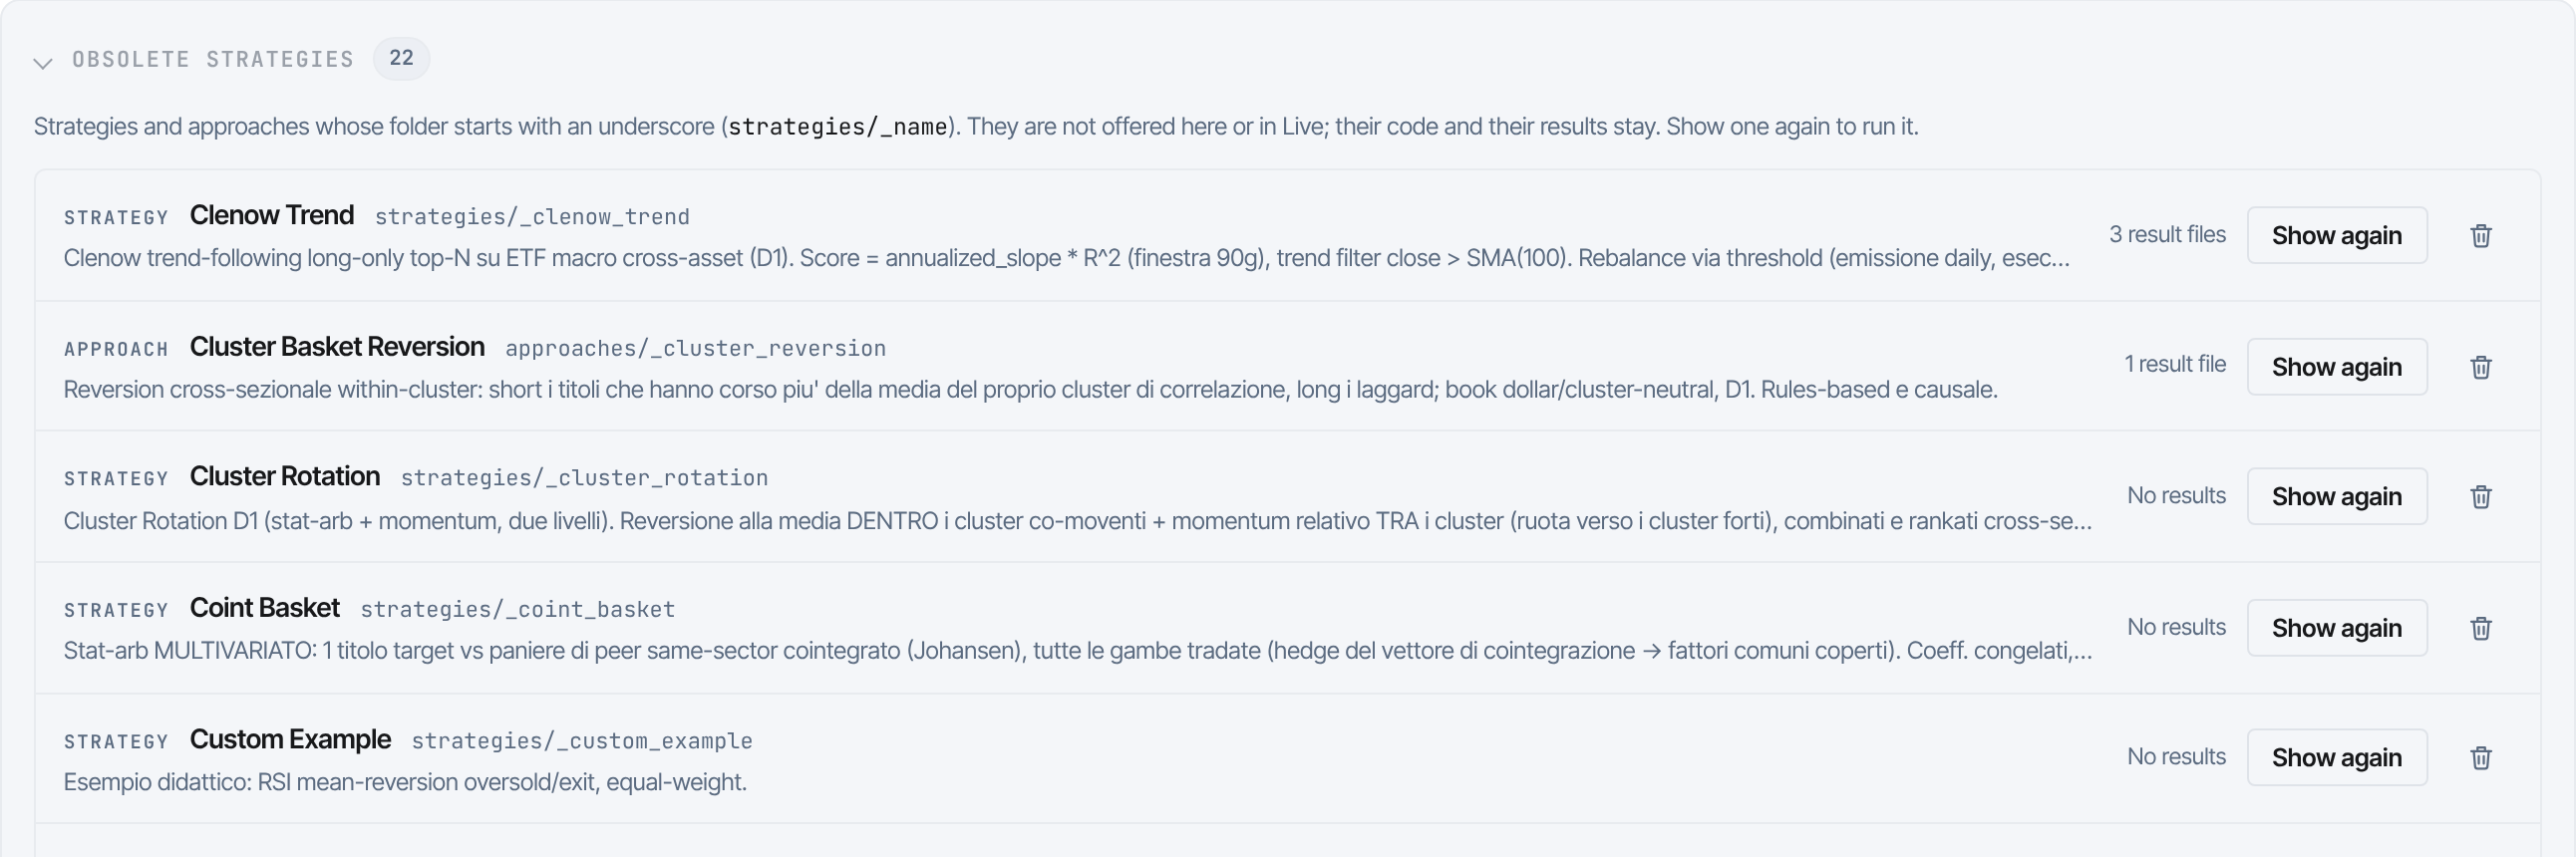 OBSOLETE STRATEGIES 22
Strategies and approaches whose folder starts with an underscore (strategies/_name). They are not offered here or in Live; their code and their results stay. Show one again to run it.
STRATEGY Clenow Trend strategies/_clenow_trend
Clenow trend-following long-only top-N su ETF macro cross-asset (D1). Score = annualized_slope * R^2 (finestra 90g), trend filter close > SMA(100). Rebalance via threshold (emissione daily, esec...
3 result files Show again
APPROACH Cluster Basket Reversion approaches/_cluster_reversion
Reversion cross-sezionale within-cluster: short i titoli che hanno corso piu' della media del proprio cluster di correlazione, long i laggard; book dollar/cluster-neutral, D1. Rules-based e causale.
1 result file Show again
STRATEGY Cluster Rotation strategies/_cluster_rotation
Cluster Rotation D1 (stat-arb + momentum, due livelli). Reversione alla media DENTRO i cluster co-moventi + momentum relativo TRA i cluster (ruota verso i cluster forti), combinati e rankati cross-se...
No results Show again
STRATEGY Coint Basket strategies/_coint_basket
Stat-arb MULTIVARIATO: 1 titolo target vs paniere di peer same-sector cointegrato (Johansen), tutte le gambe tradate (hedge del vettore di cointegrazione → fattori comuni coperti). Coeff. congelati,...
No results Show again
STRATEGY Custom Example strategies/_custom_example
Esempio didattico: RSI mean-reversion oversold/exit, equal-weight.
No results Show again